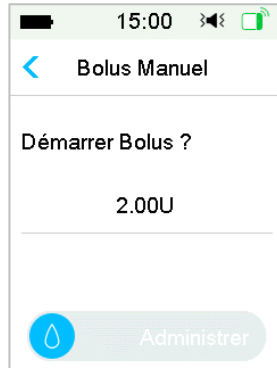 15:00
Bolus Manuel
Démarrer Bolus ?
2.00U
Administrer